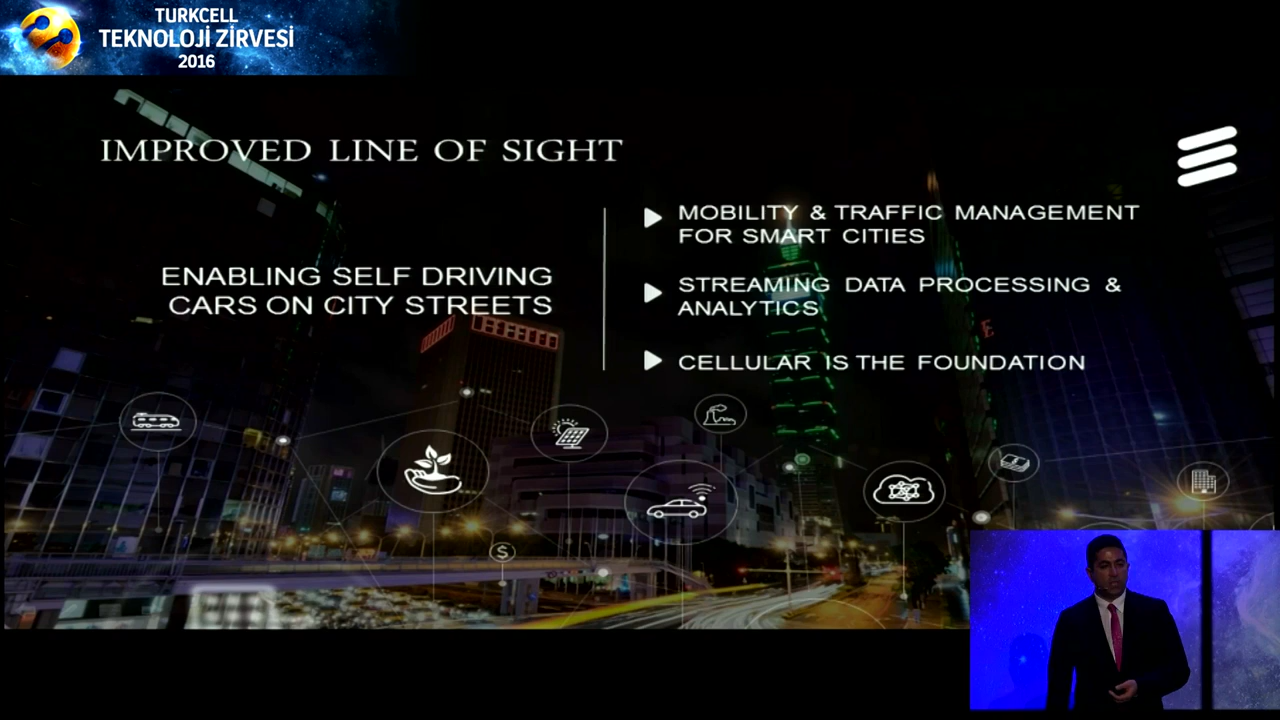 TURKCELL
TEKNOLOJİ ZİRVESİ
2016
IMPROVED LINE OF SIGHT
ENABLING SELF DRIVING
CARS ON CITY STREETS
MOBILITY & TRAFFIC MANAGEMENT
FOR SMART CITIES
STREAMING DATA PROCESSING &
ANALYTICS
CELLULAR IS THE FOUNDATION
$
E